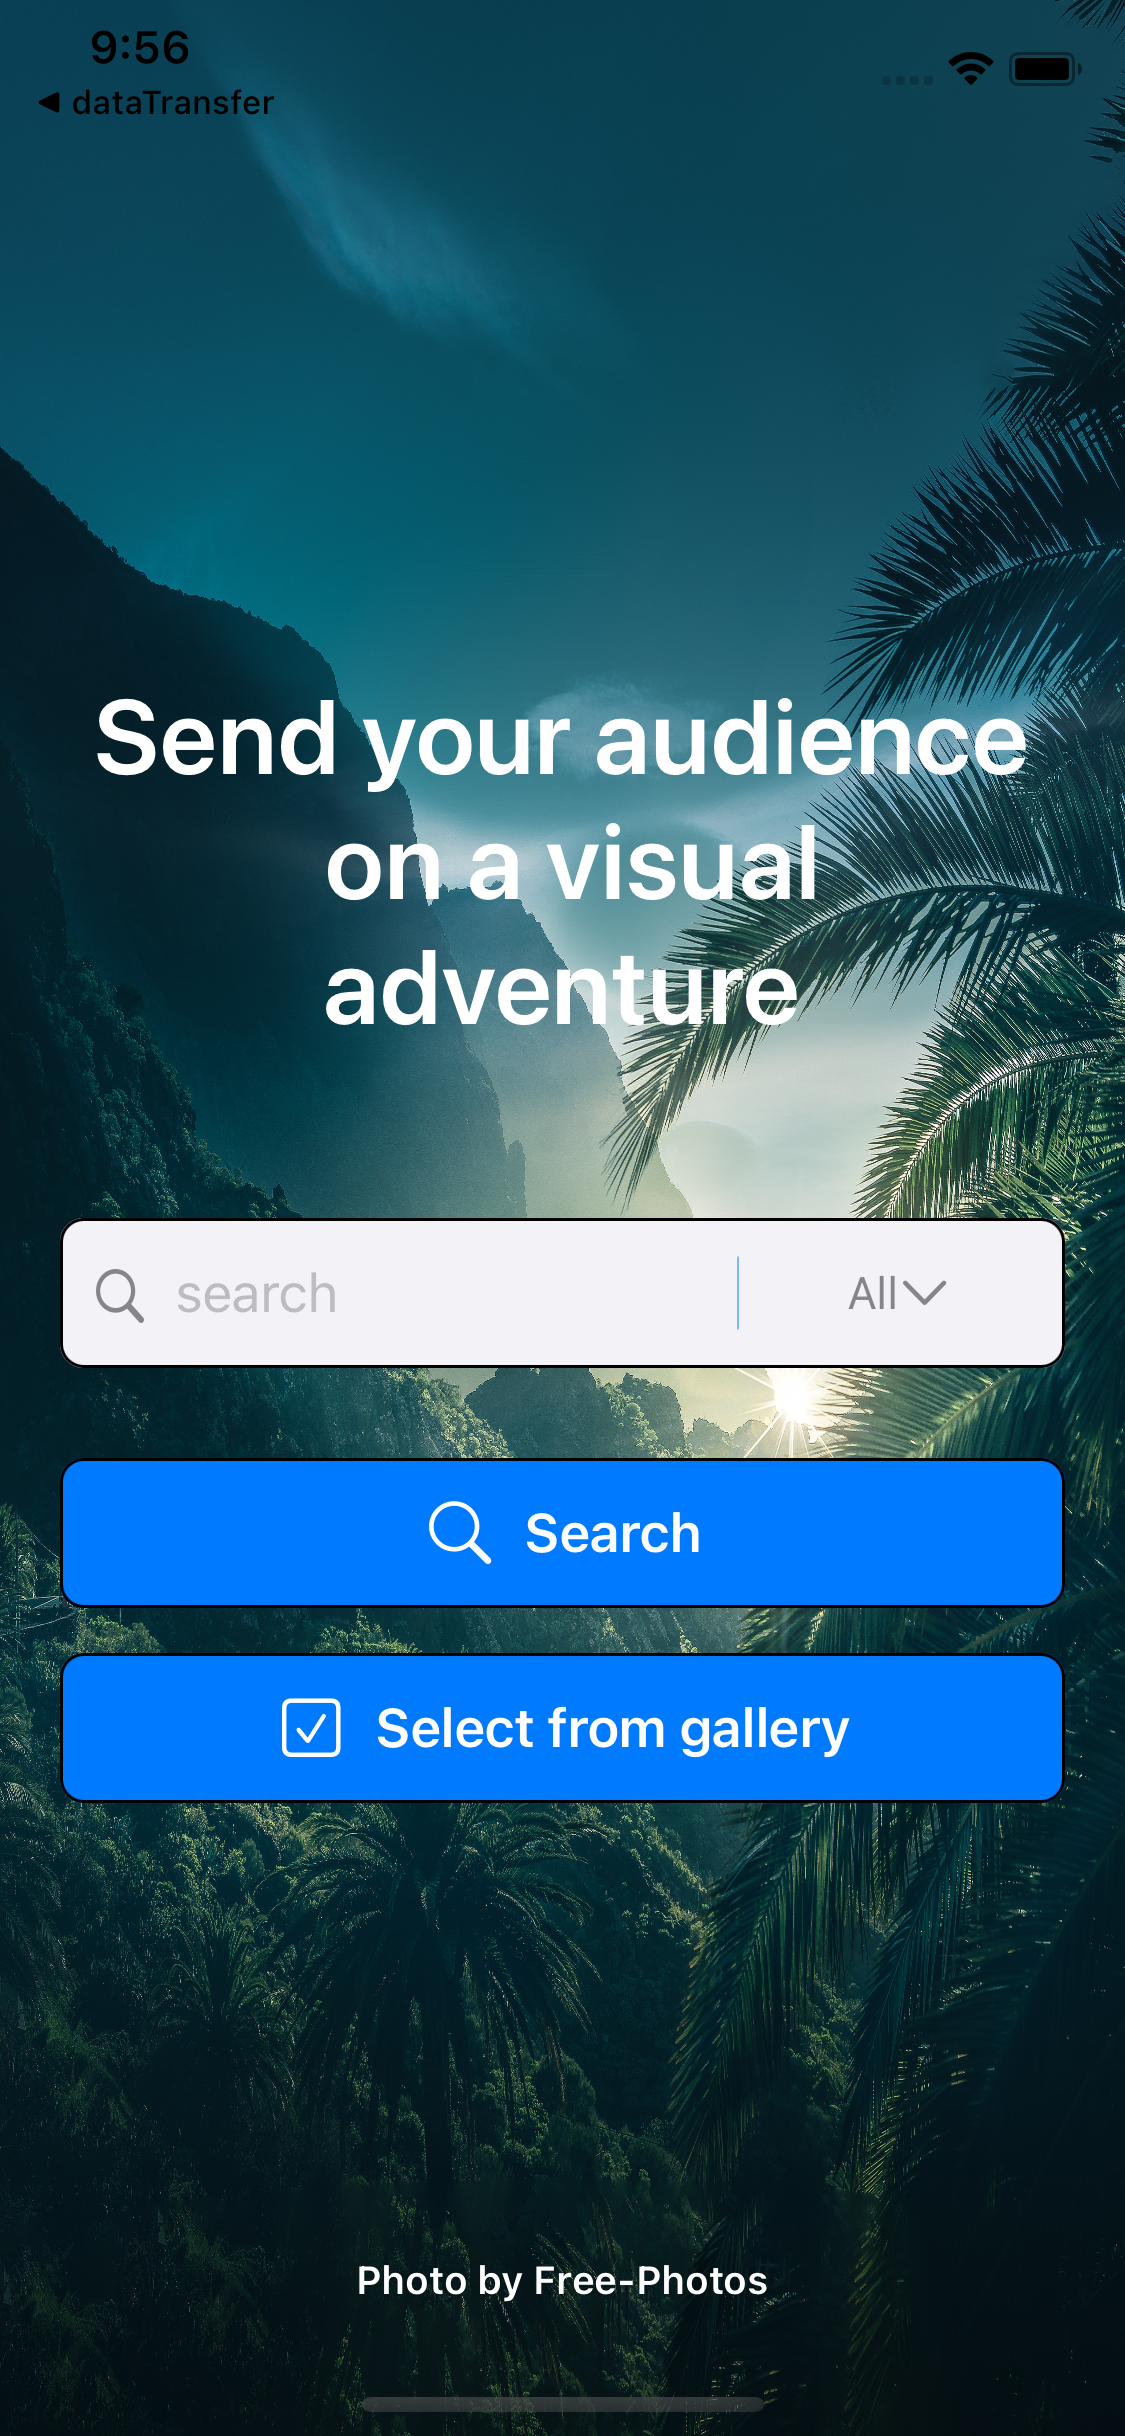 9:56
dataTransfer
Send your audience
on a visual
adventure
search
All
Search
Select from gallery
Photo by Free-Photos